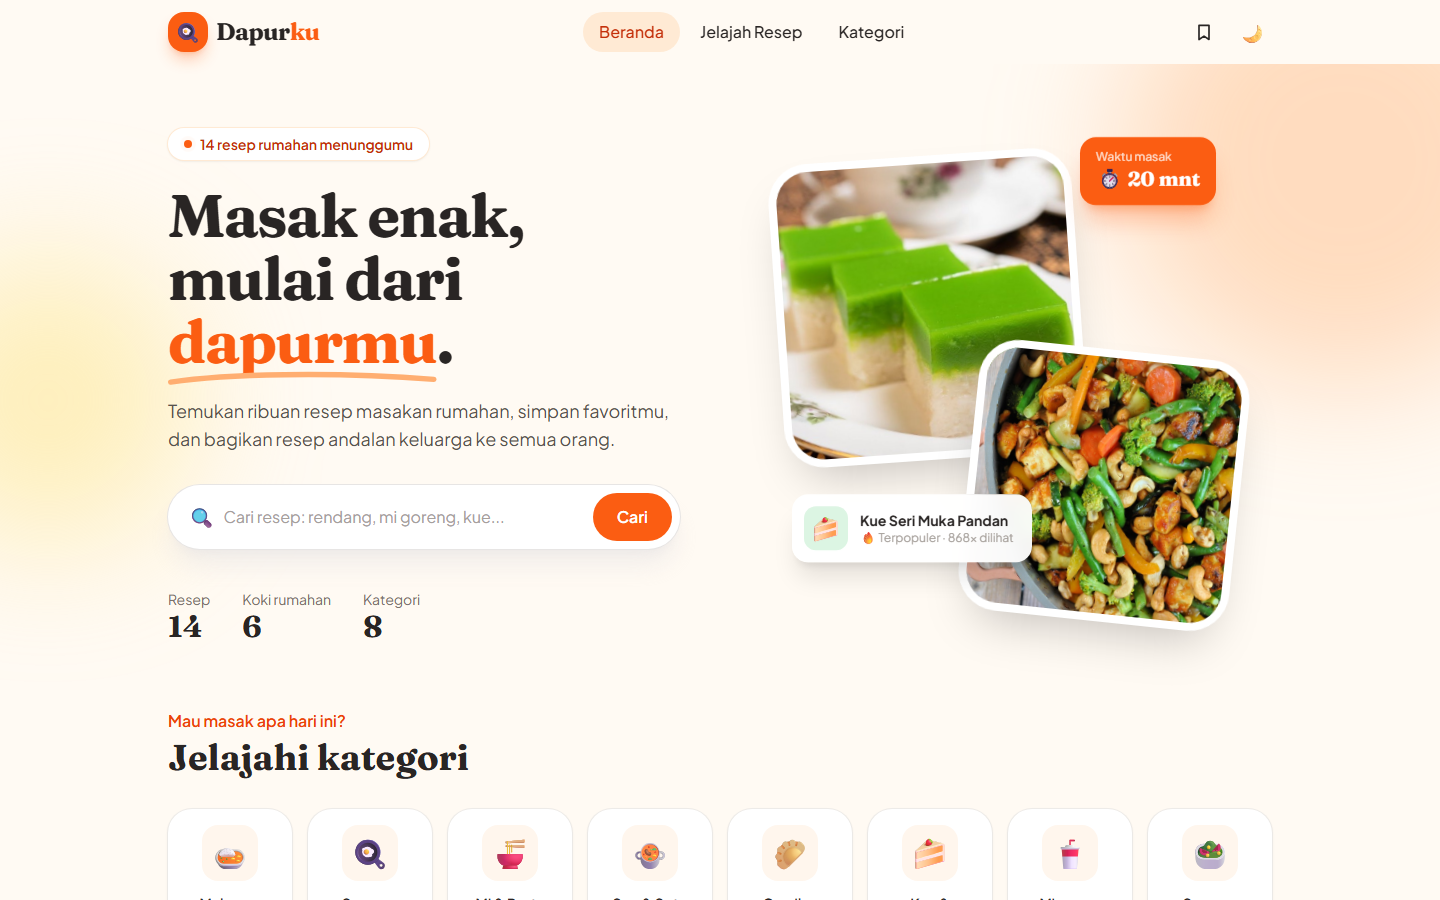 Dapurku
Beranda
Jelajah Resep
Kategori
14 resep rumahan menunggumu
Masak enak,
mulai dari
dapurmu.
Temukan ribuan resep masakan rumahan, simpan favoritmu,
dan bagikan resep andalan keluarga ke semua orang.
Cari resep: rendang, mi goreng, kue...
Cari
Resep
14
Koki rumahan
6
Kategori
8
Waktu masak
20 mnt
Kue Seri Muka Pandan
Terpopuler · 868× dilihat
Mau masak apa hari ini?
Jelajahi kategori